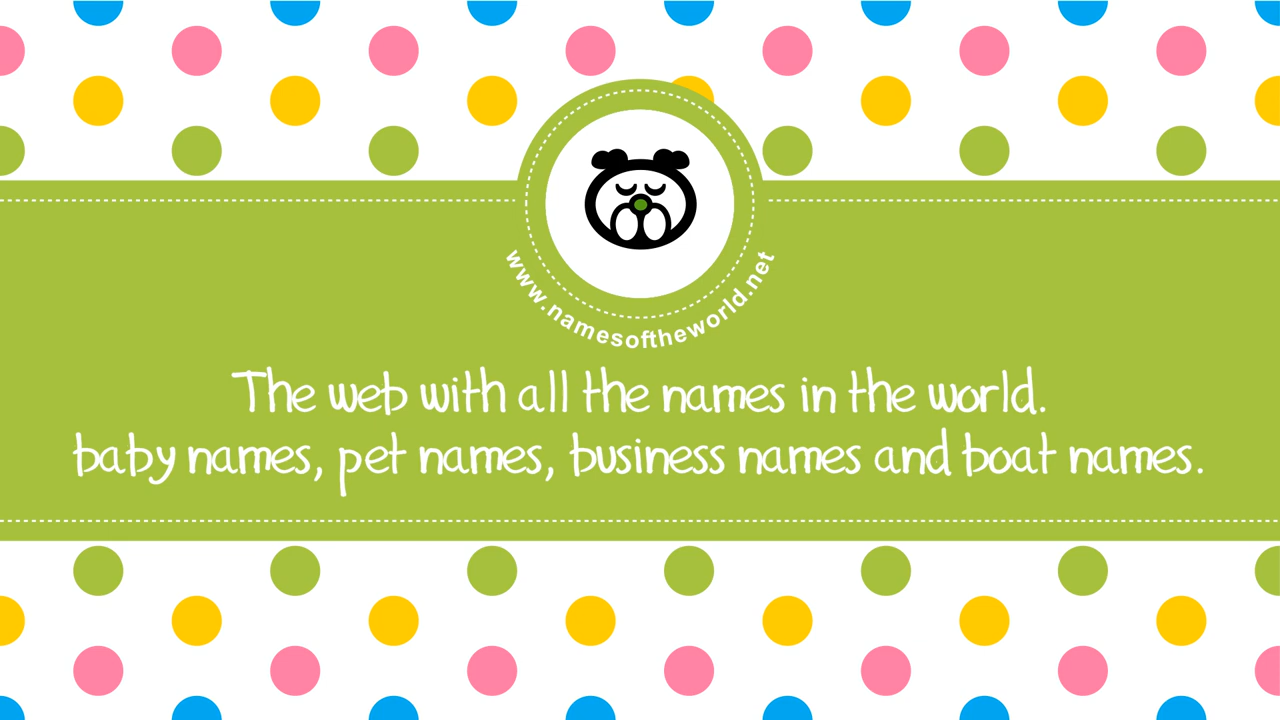 www.namesoftheworld.net
The web with all the names in the world.
baby names, pet names, business names and boat names.